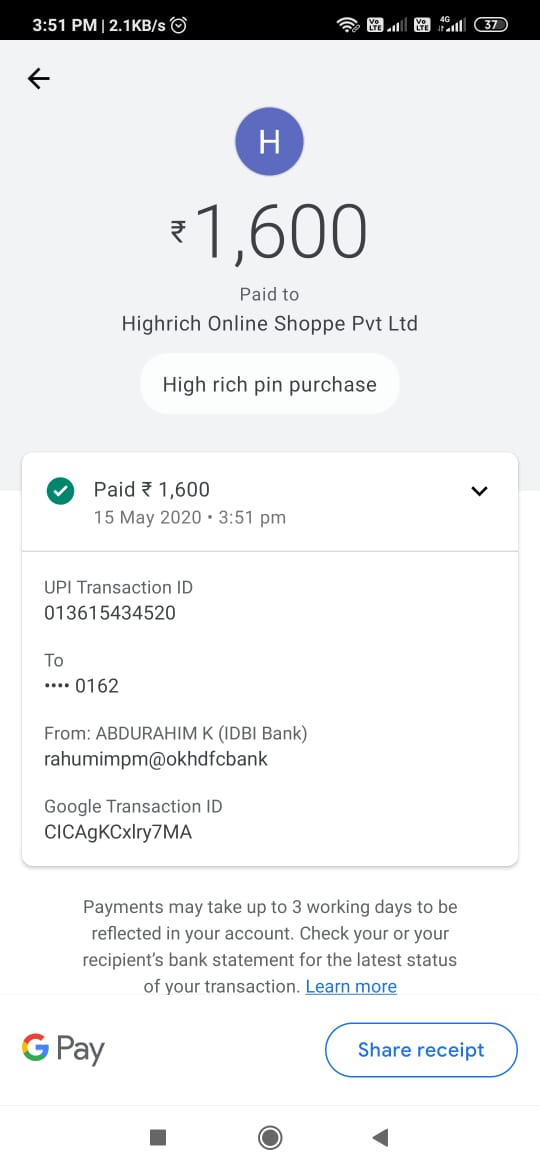 3:51 PM | 2.1KB/s
Vo LTE Vo LTE 4G 37
H
₹1,600
Paid to
Highrich Online Shoppe Pvt Ltd
High rich pin purchase
Paid ₹ 1,600
15 May 2020 • 3:51 pm
UPI Transaction ID
013615434520
To
•••• 0162
From: ABDURAHIM K (IDBI Bank)
rahumimpm@okhdfcbank
Google Transaction ID
CICAgKCxlry7MA
Payments may take up to 3 working days to be
reflected in your account. Check your or your
recipient's bank statement for the latest status
of your transaction. Learn more
G Pay
Share receipt